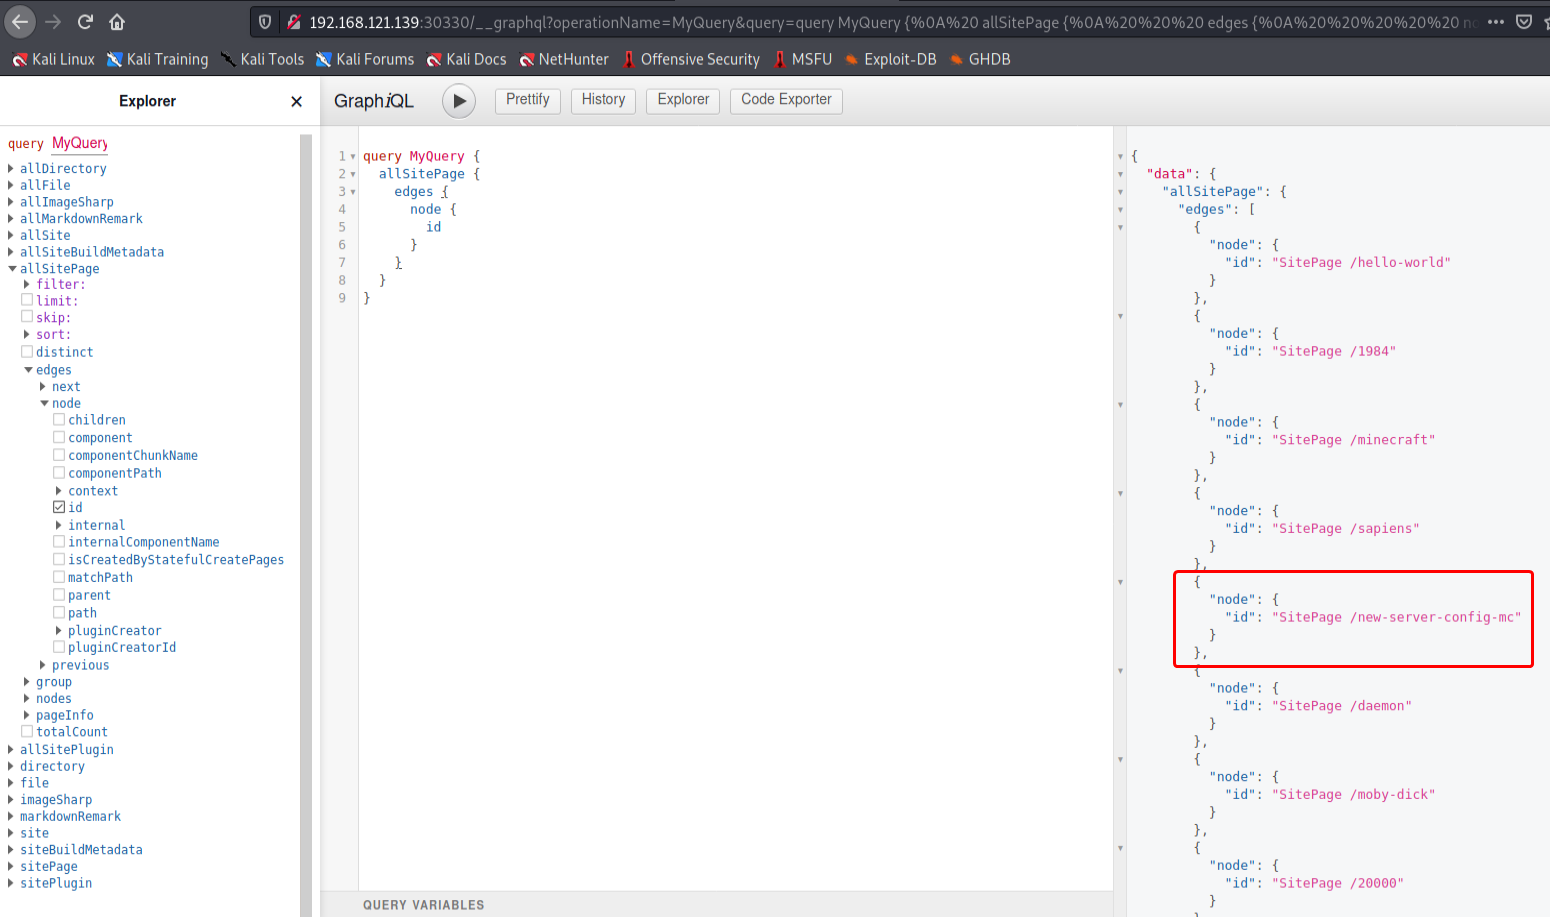 192.168.121.139:30330/__graphql?operationName=MyQuery&query=query MyQuery {%0A%20 allSitePage {%0A%20%20%20 edges {%0A%20%20%20%20%20 no
Kali Linux Kali Training Kali Tools Kali Forums Kali Docs NetHunter Offensive Security MSFU Exploit-DB GHDB
Explorer
GraphiQL Prettify History Explorer Code Exporter
query MyQuery
allDirectory
allFile
allImageSharp
allMarkdownRemark
allSite
allSiteBuildMetadata
allSitePage
filter:
limit:
skip:
sort:
distinct
edges
next
node
children
component
componentChunkName
componentPath
context
id
internal
internalComponentName
isCreatedByStatefulCreatePages
matchPath
parent
path
pluginCreator
pluginCreatorId
previous
group
nodes
pageInfo
totalCount
allSitePlugin
directory
file
imageSharp
markdownRemark
site
siteBuildMetadata
sitePage
sitePlugin
1 query MyQuery {
2 allSitePage {
3 edges {
4 node {
5 id
6 }
7 }
8 }
9 }
QUERY VARIABLES
{
"data": {
"allSitePage": {
"edges": [
{
"node": {
"id": "SitePage /hello-world"
}
},
{
"node": {
"id": "SitePage /1984"
}
},
{
"node": {
"id": "SitePage /minecraft"
}
},
{
"node": {
"id": "SitePage /sapiens"
}
},
{
"node": {
"id": "SitePage /new-server-config-mc"
}
},
{
"node": {
"id": "SitePage /daemon"
}
},
{
"node": {
"id": "SitePage /moby-dick"
}
},
{
"node": {
"id": "SitePage /20000"
}